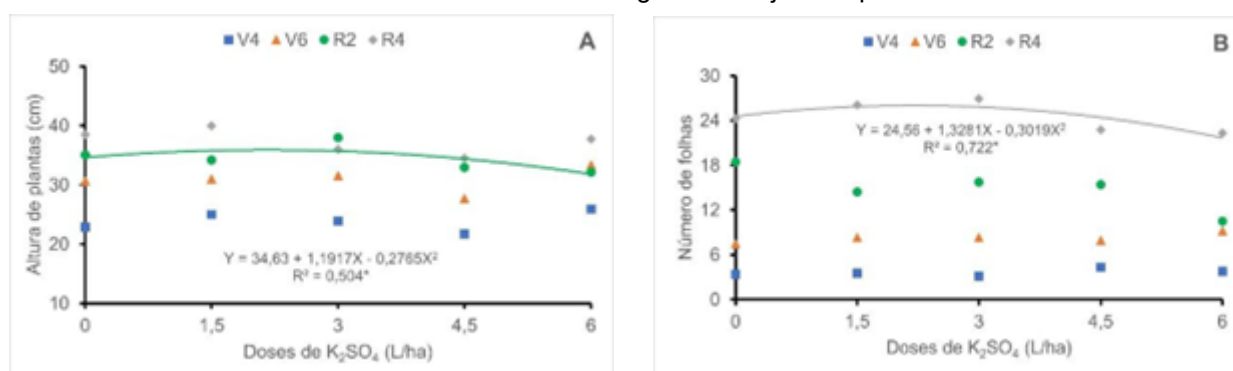 V4 V6 R2 R4
A
Altura de plantas (cm)
50
40
30
20
10
Y = 34,63 + 1,1917X - 0,2765X²
R² = 0,504*
0 1,5 3 4,5 6
Doses de K₂SO₄ (L/ha)
V4 V6 R2 R4
B
Número de folhas
30
24
18
12
6
0
Y = 24,56 + 1,3281X - 0,3019X²
R² = 0,722*
0 1,5 3 4,5 6
Doses de K₂SO₄ (L/ha)